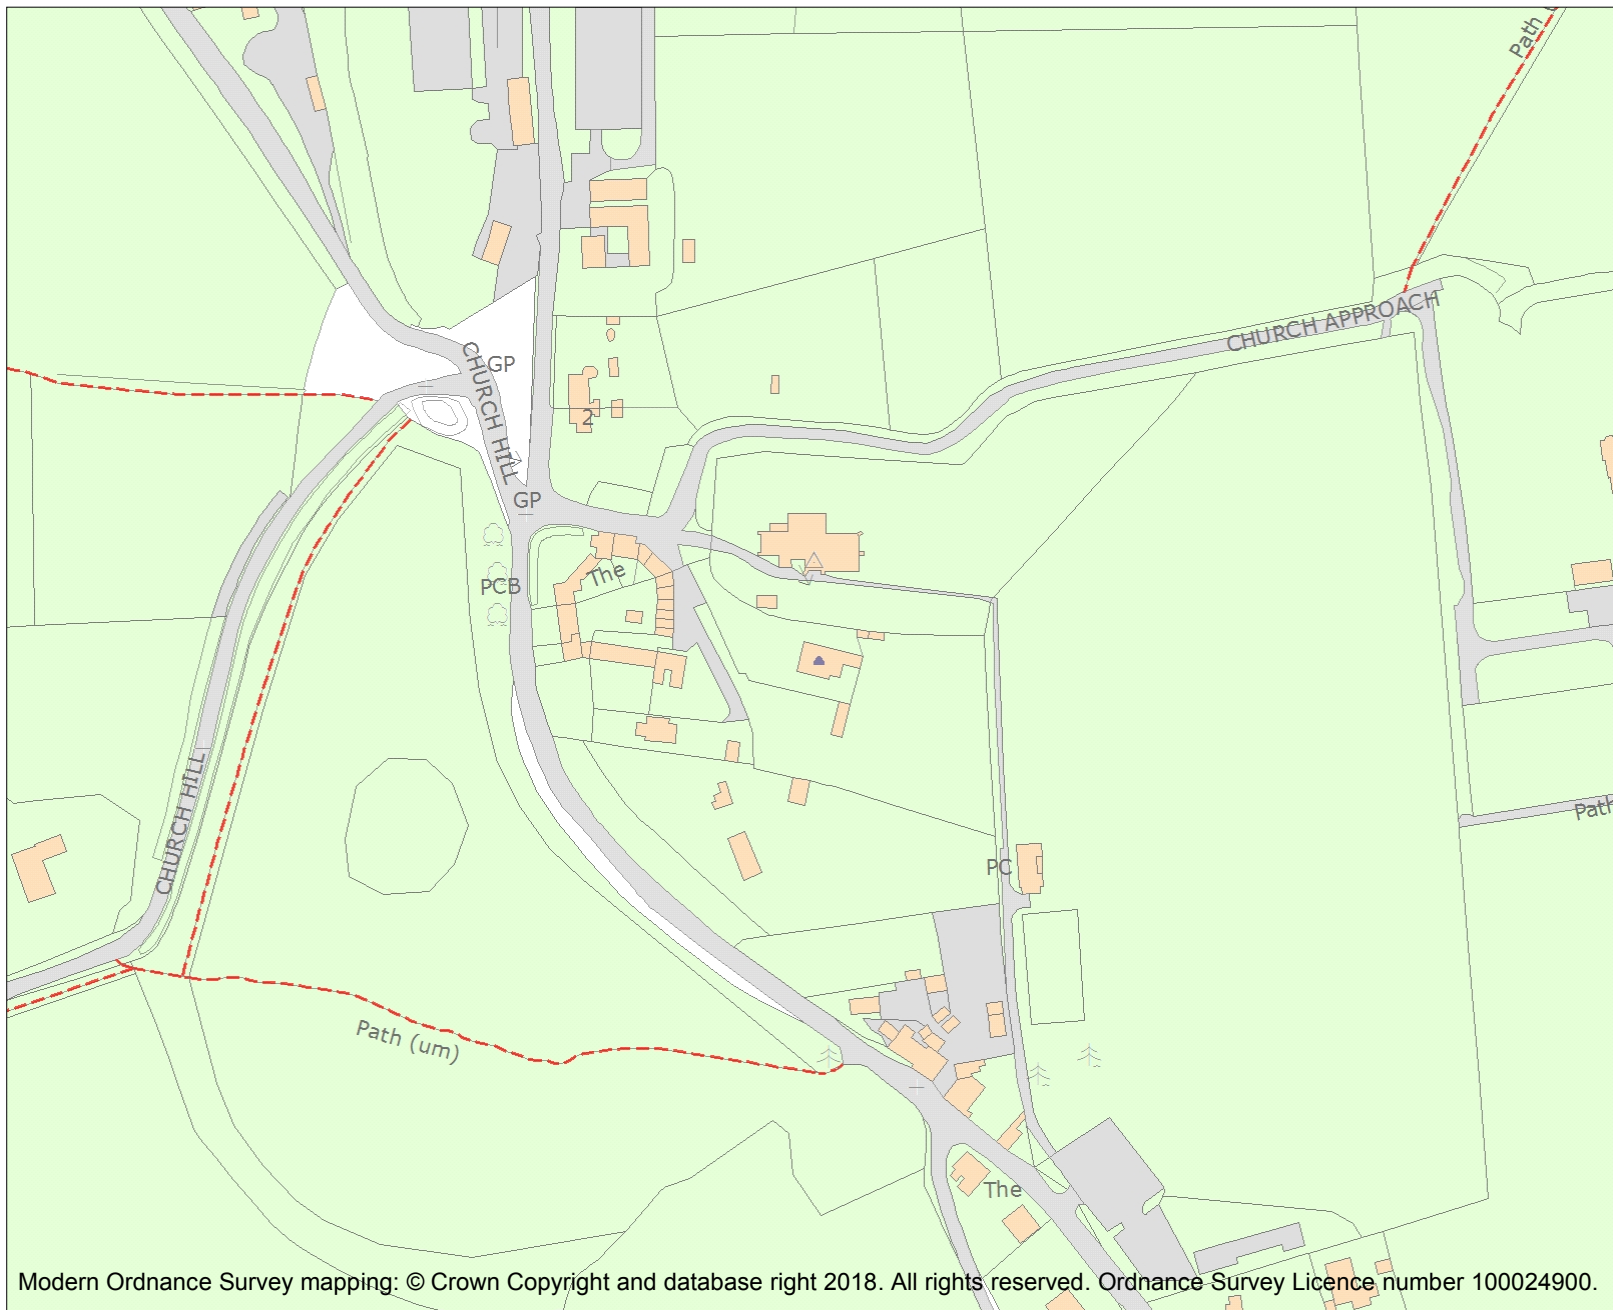 Path
CHURCH APPROACH
GP
CHURCH HILL
2
GP
The
PCB
CHURCH HILL
Path
PC
Path (um)
The
Modern Ordnance Survey mapping: © Crown Copyright and database right 2018. All rights reserved. Ordnance Survey Licence number 100024900.